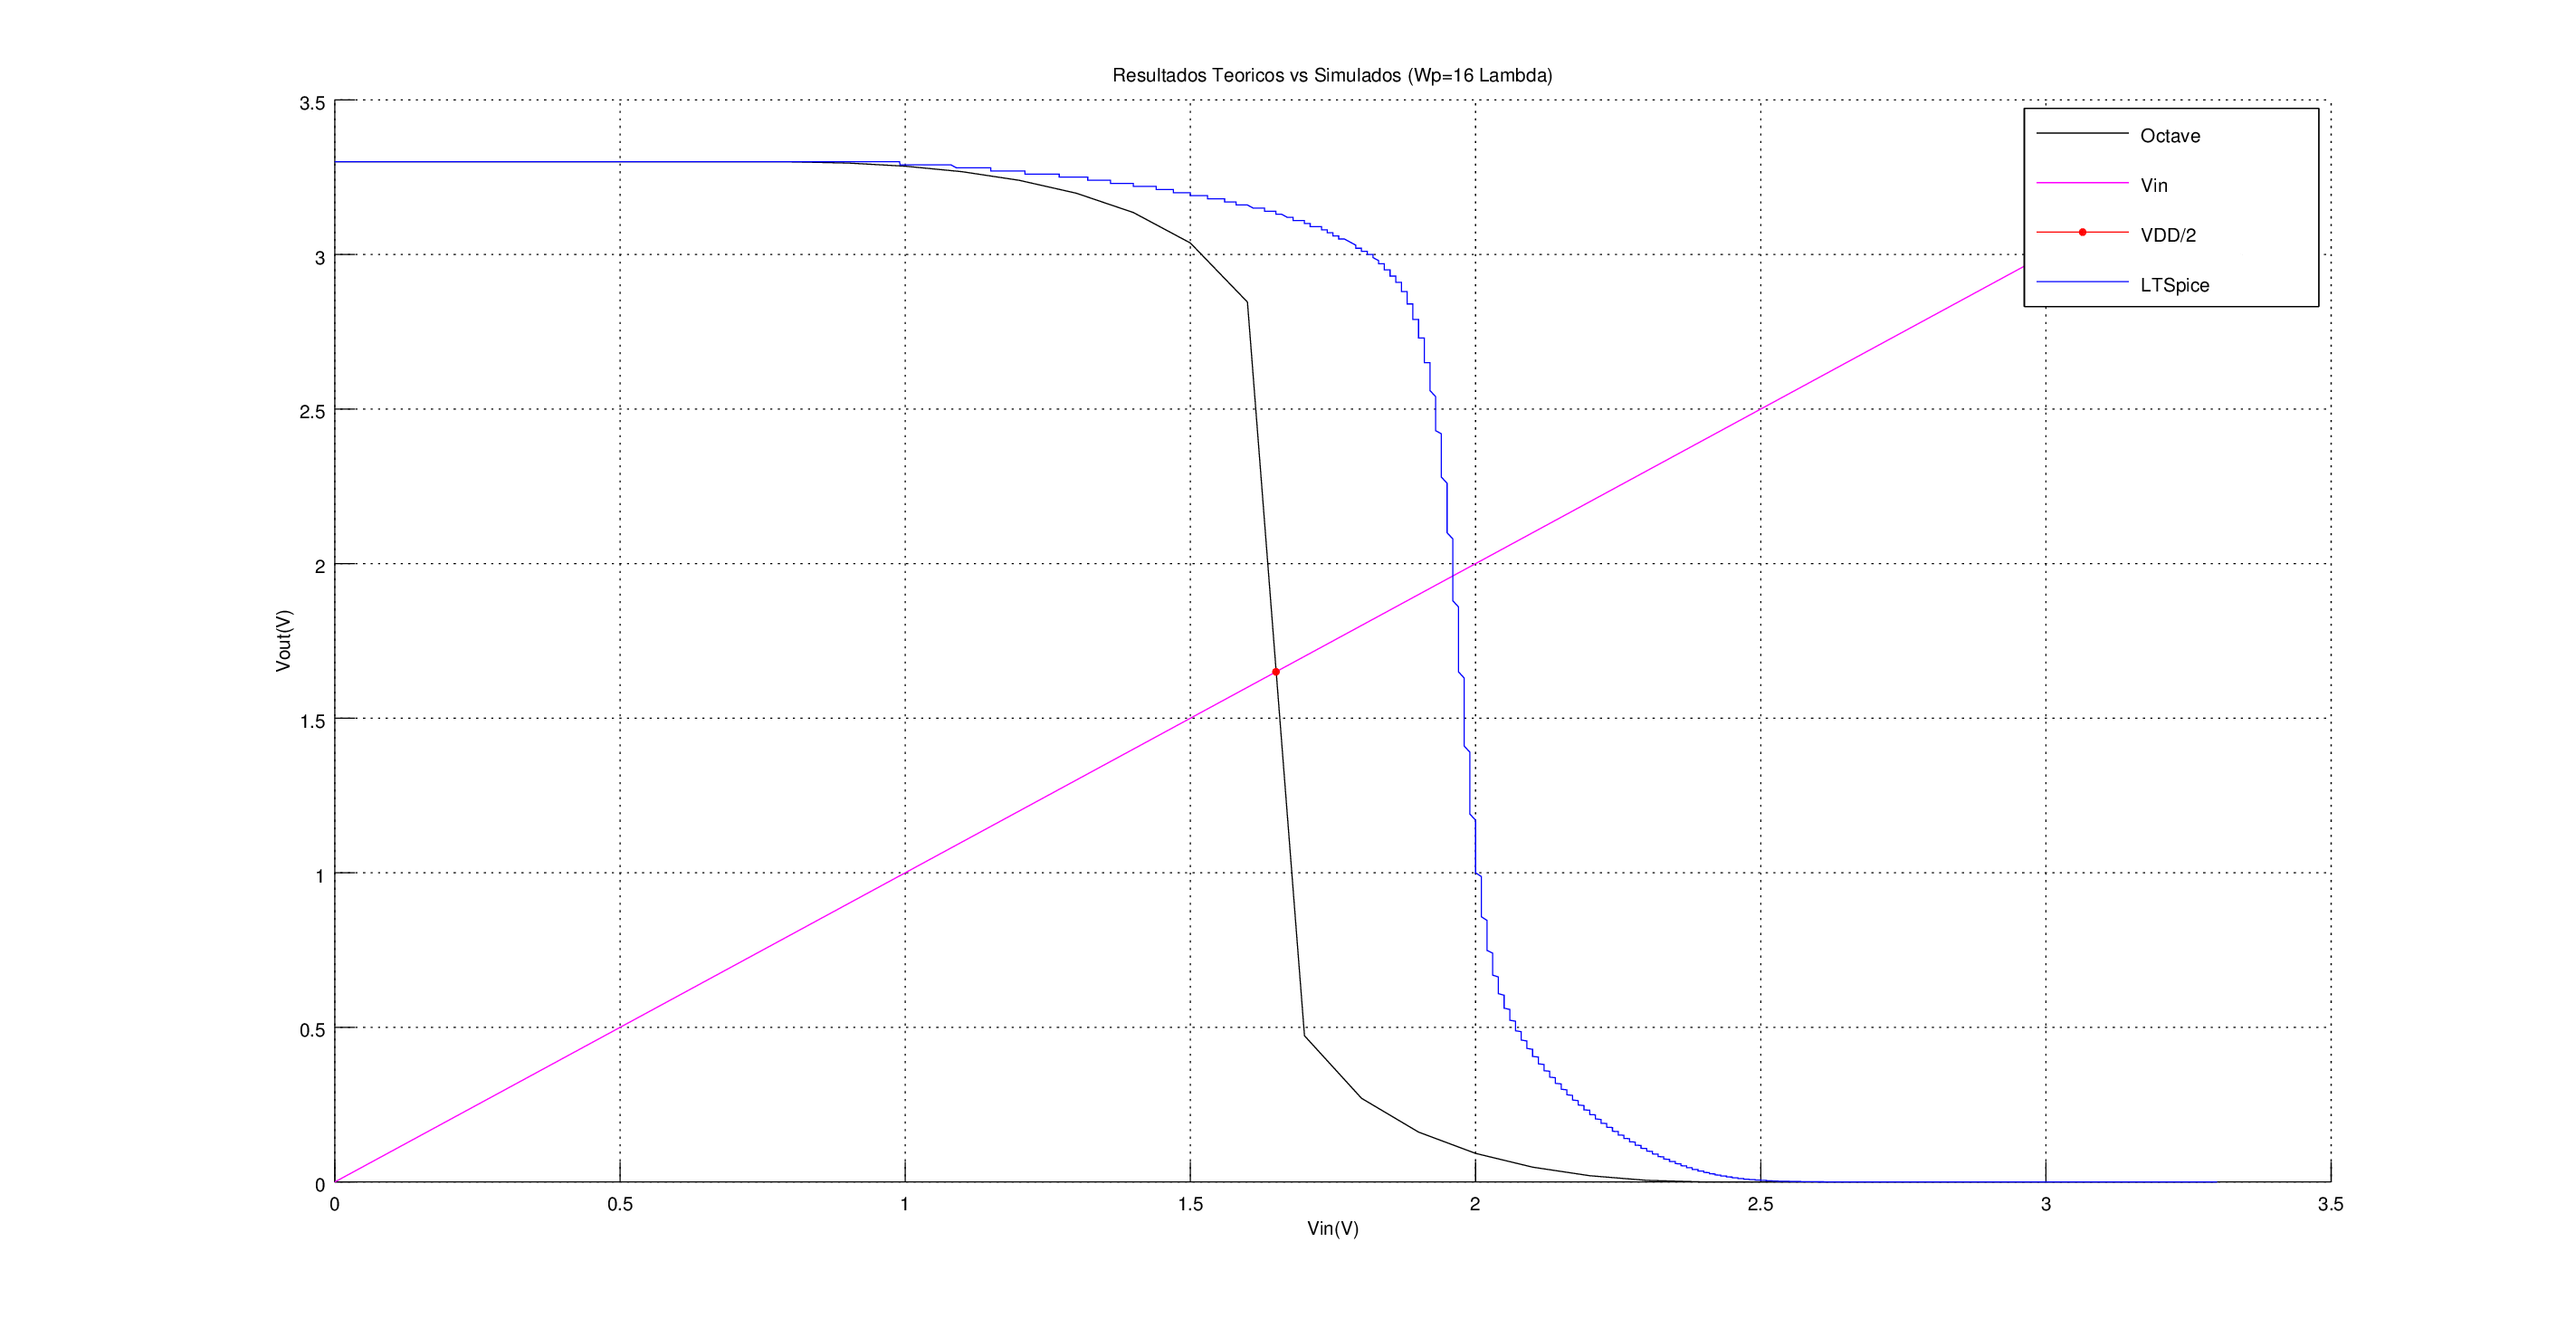 Resultados Teoricos vs Simulados (Wp=16 Lambda)
3.5
3
2.5
2
1.5
1
0.5
0
Vout(V)
0 0.5 1 1.5 2 2.5 3 3.5
Vin(V)
Octave
Vin
VDD/2
LTSpice